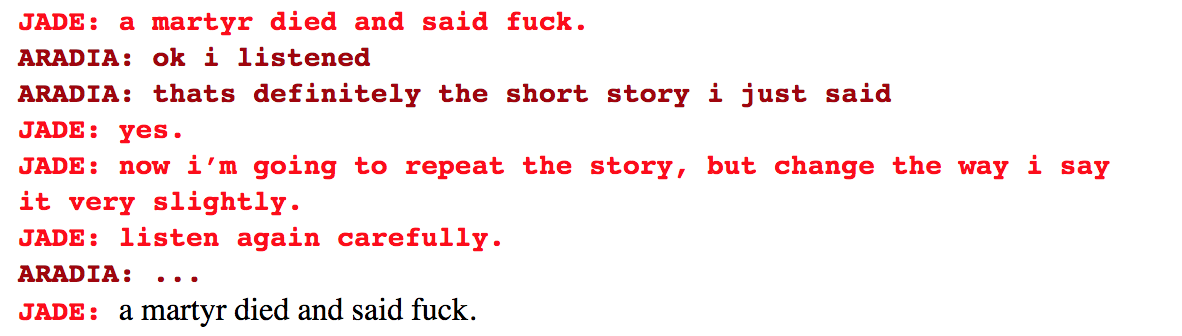 JADE: a martyr died and said fuck.
ARADIA: ok i listened
ARADIA: thats definitely the short story i just said
JADE: yes.
JADE: now i’m going to repeat the story, but change the way i say
it very slightly.
JADE: listen again carefully.
ARADIA: ...
JADE: a martyr died and said fuck.